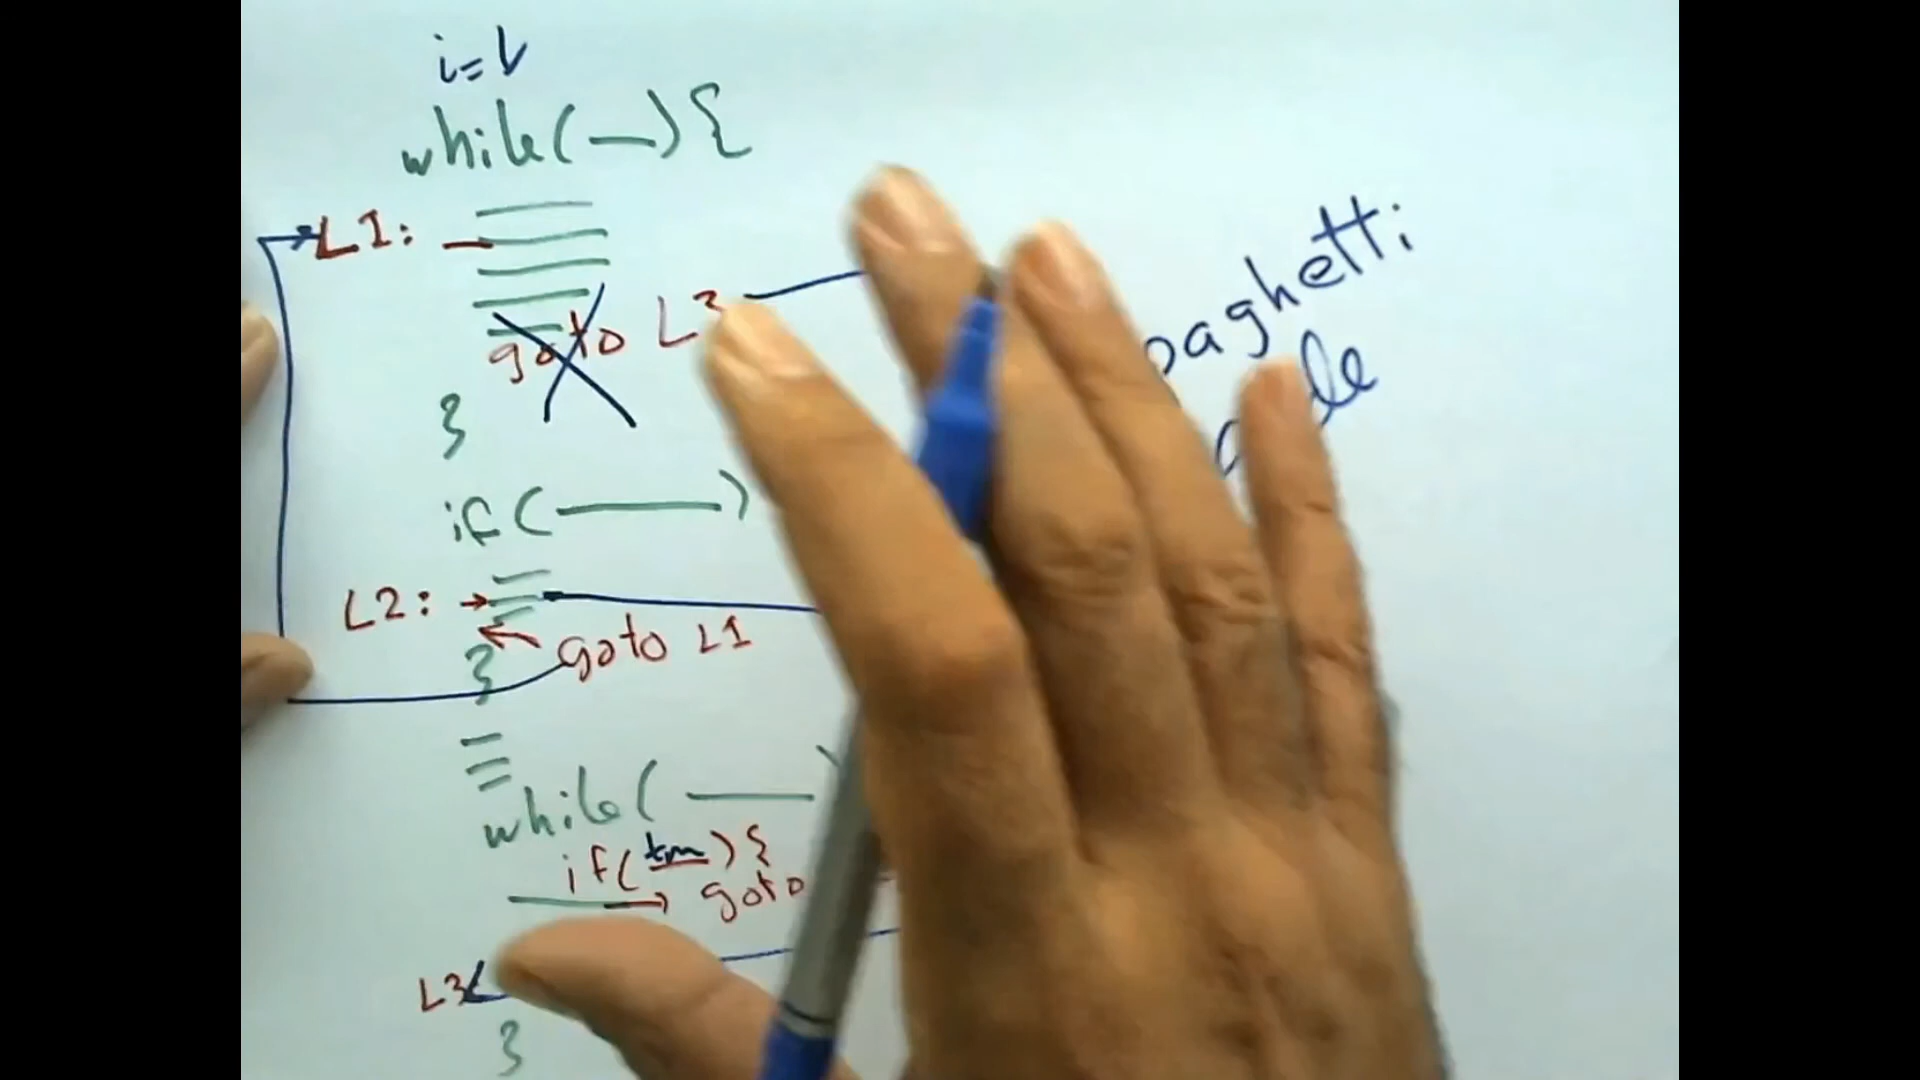 i=1
while(—){
L1:
goto L3
}
if(——)
L2:
goto L1
}
while(——
if(    ){
goto
L3
}
paghetti